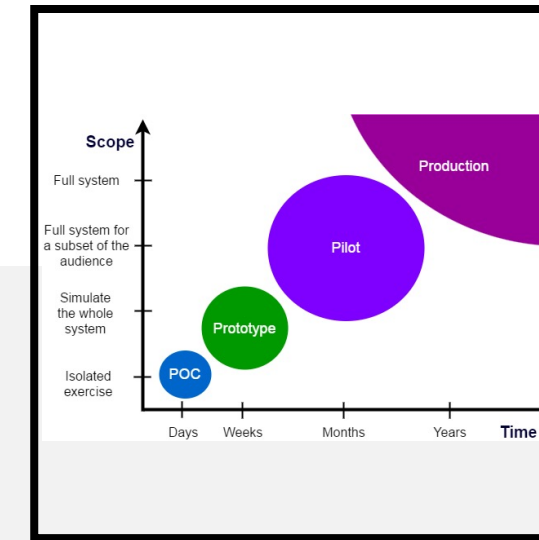 Scope
Full system
Production
Full system for
a subset of the
audience
Pilot
Simulate
the whole
system
Prototype
Isolated
exercise
POC
Days
Weeks
Months
Years
Time